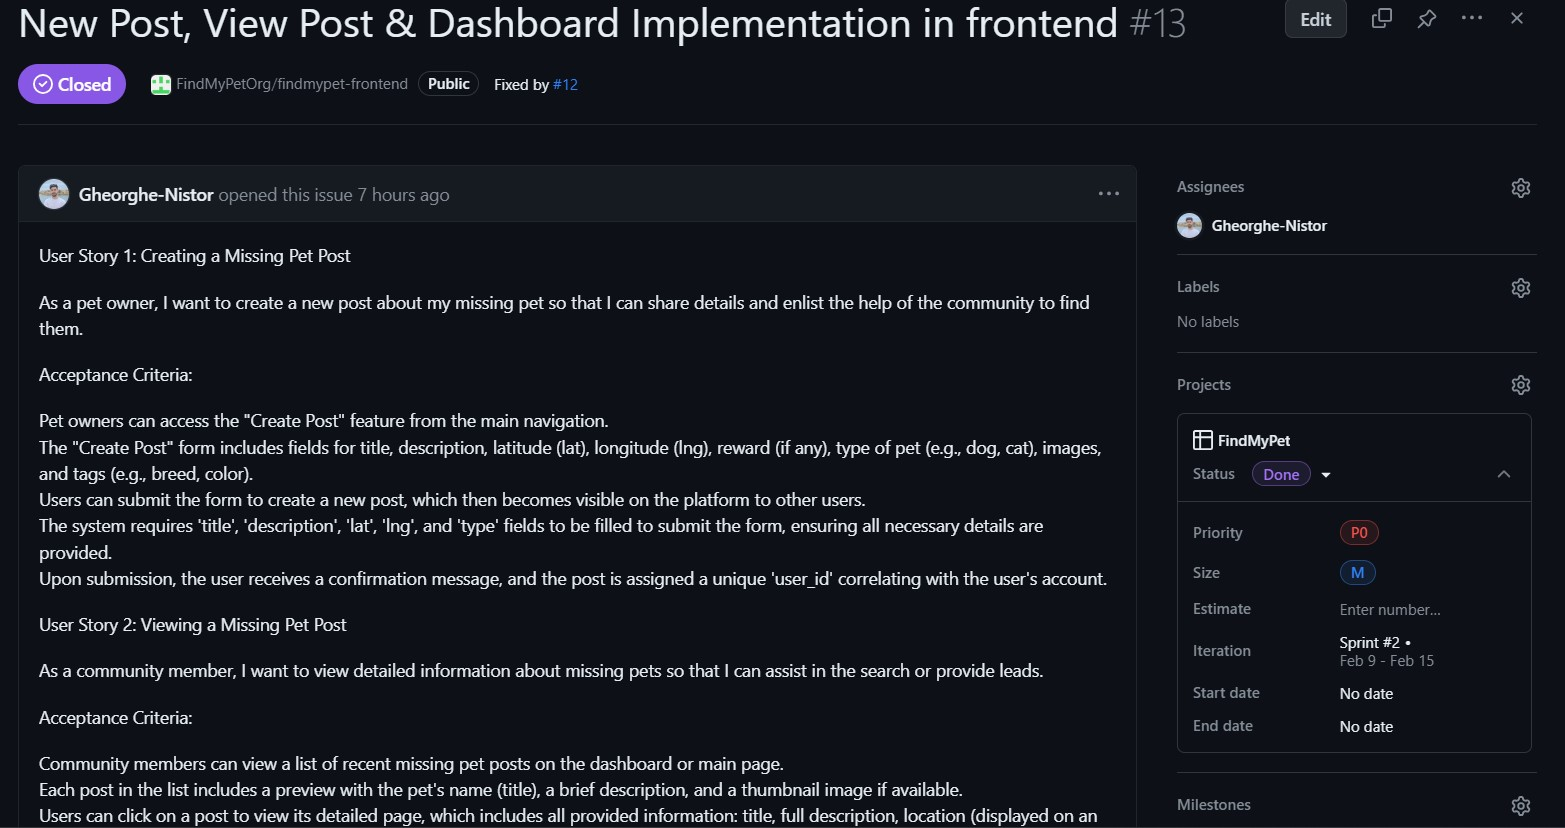 New Post, View Post & Dashboard Implementation in frontend #13
Edit
Closed
FindMyPetOrg/findmypet-frontend
Public
Fixed by #12
Gheorghe-Nistor opened this issue 7 hours ago
User Story 1: Creating a Missing Pet Post
As a pet owner, I want to create a new post about my missing pet so that I can share details and enlist the help of the community to find
them.
Acceptance Criteria:
Pet owners can access the "Create Post" feature from the main navigation.
The "Create Post" form includes fields for title, description, latitude (lat), longitude (lng), reward (if any), type of pet (e.g., dog, cat), images,
and tags (e.g., breed, color).
Users can submit the form to create a new post, which then becomes visible on the platform to other users.
The system requires 'title', 'description', 'lat', 'lng', and 'type' fields to be filled to submit the form, ensuring all necessary details are
provided.
Upon submission, the user receives a confirmation message, and the post is assigned a unique 'user_id' correlating with the user's account.
User Story 2: Viewing a Missing Pet Post
As a community member, I want to view detailed information about missing pets so that I can assist in the search or provide leads.
Acceptance Criteria:
Community members can view a list of recent missing pet posts on the dashboard or main page.
Each post in the list includes a preview with the pet's name (title), a brief description, and a thumbnail image if available.
Users can click on a post to view its detailed page, which includes all provided information: title, full description, location (displayed on an
Assignees
Gheorghe-Nistor
Labels
No labels
Projects
FindMyPet
Status Done
Priority P0
Size M
Estimate Enter number...
Iteration Sprint #2 •
Feb 9 - Feb 15
Start date No date
End date No date
Milestones